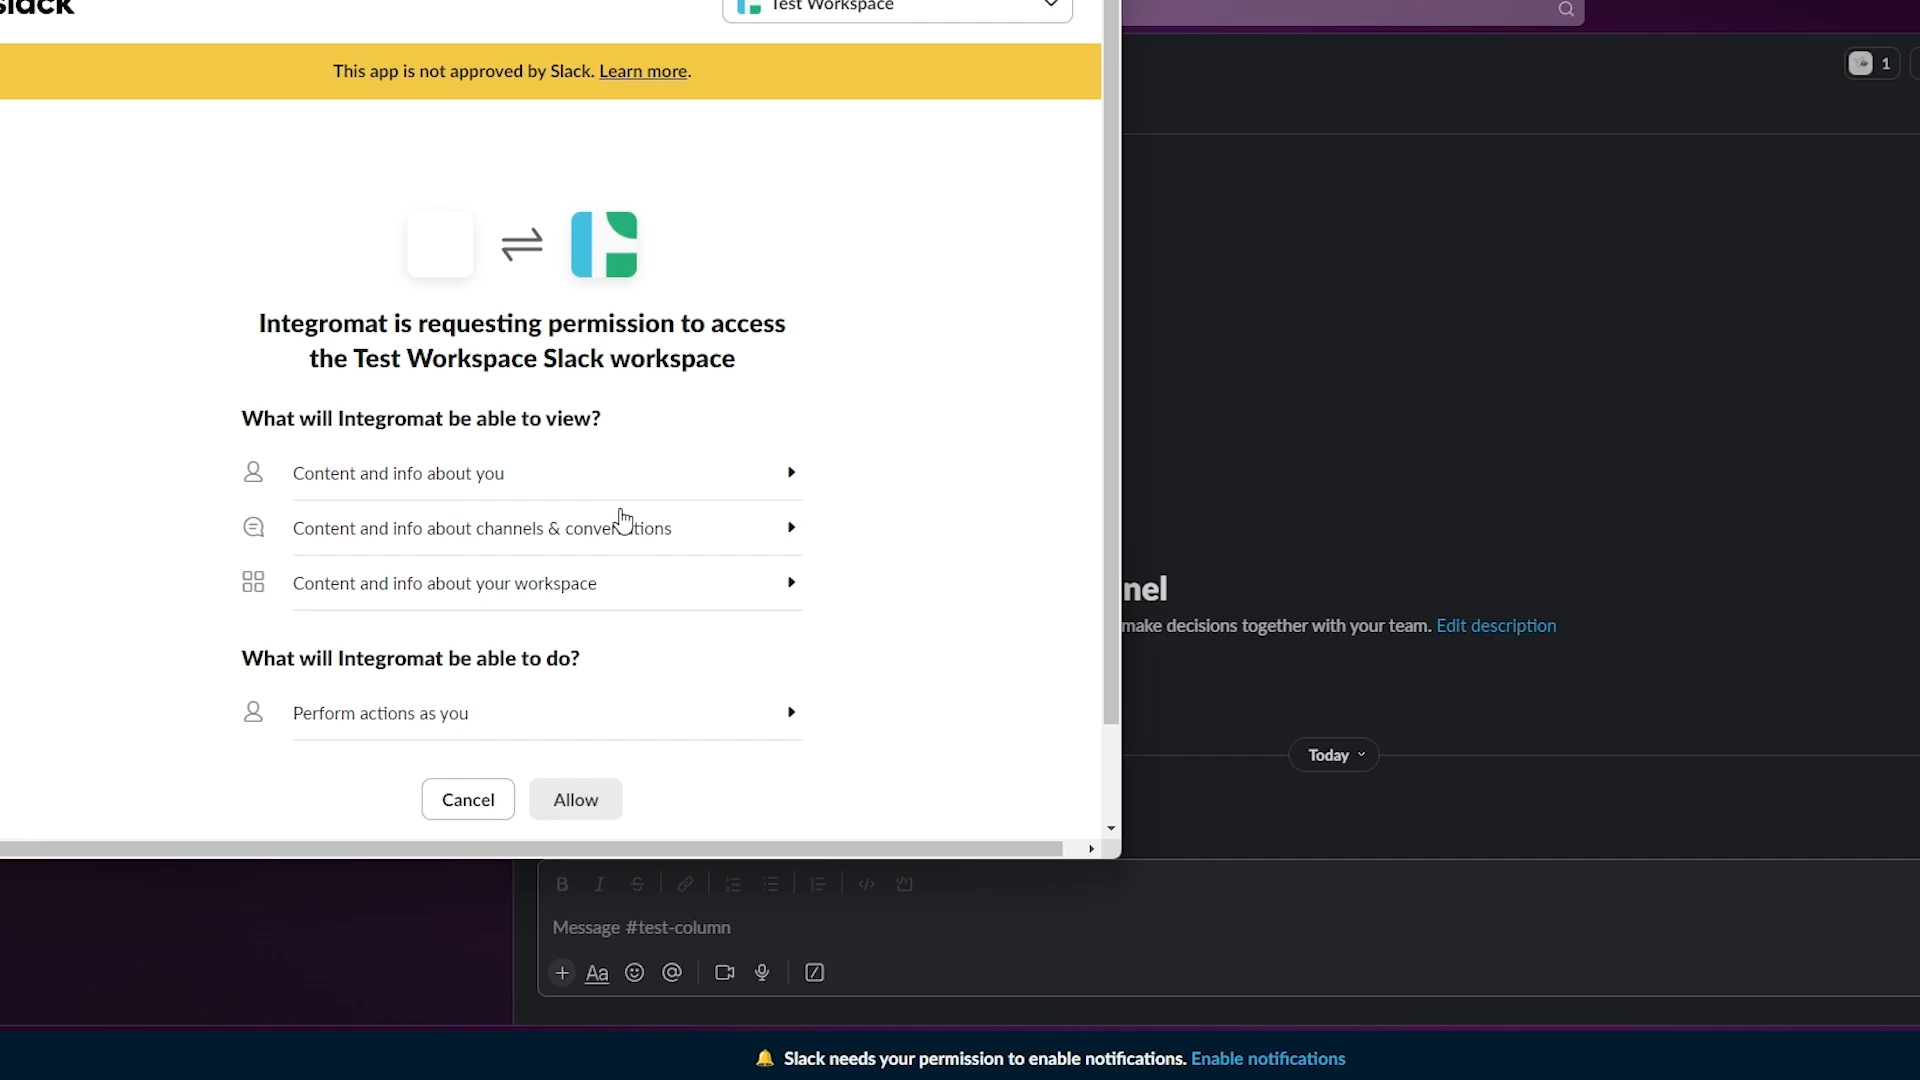 slack
Test Workspace
This app is not approved by Slack. Learn more.
1
Integromat is requesting permission to access
the Test Workspace Slack workspace
What will Integromat be able to view?
Content and info about you
Content and info about channels & conversations
Content and info about your workspace
What will Integromat be able to do?
Perform actions as you
Cancel
Allow
nel
make decisions together with your team. Edit description
Today
B I S
Message #test-column
+ Aa @
Slack needs your permission to enable notifications. Enable notifications